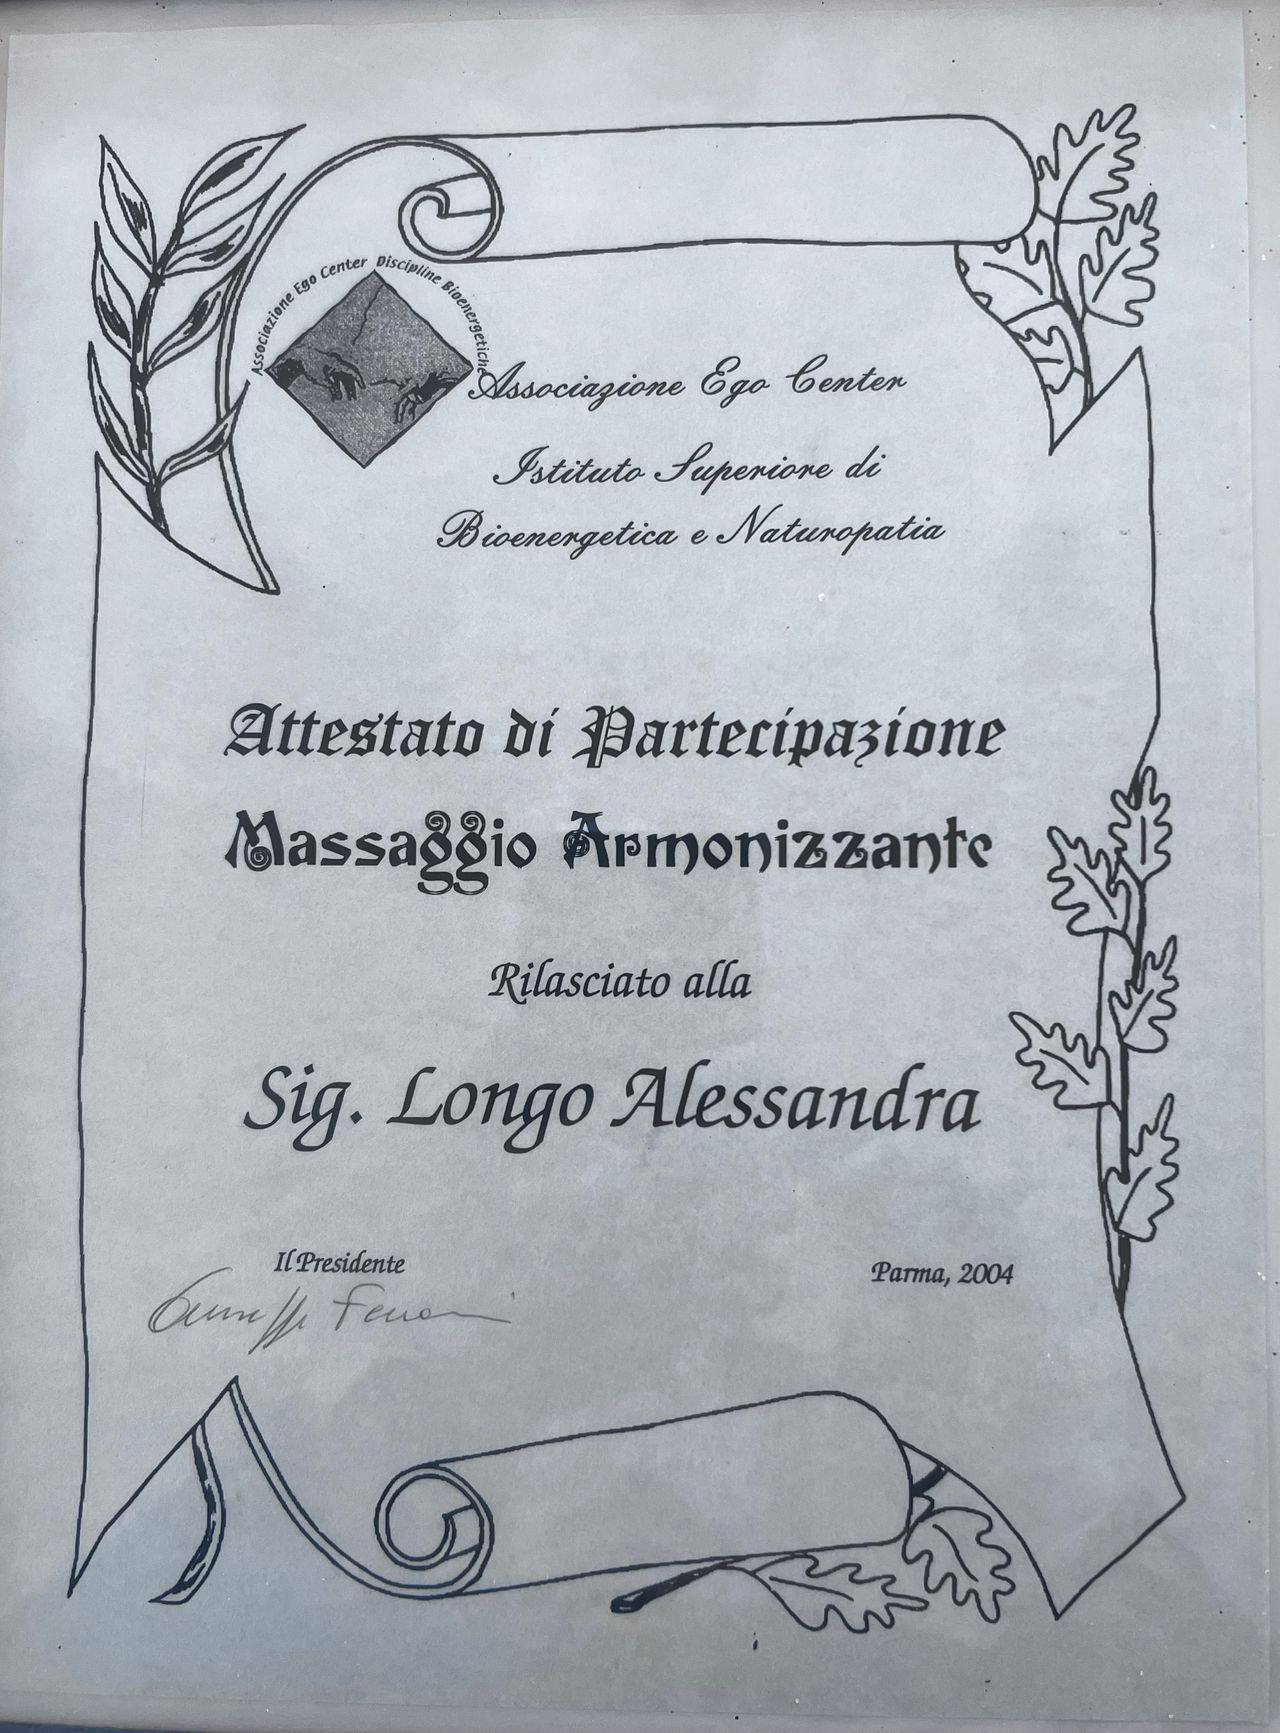 Associazione Ego Center Discipline Bioenergetiche
Associazione Ego Center
Istituto Superiore di
Bioenergetica e Naturopatia
Attestato di Partecipazione
Massaggio Armonizzante
Rilasciato alla
Sig. Longo Alessandra
Il Presidente
Parma, 2004